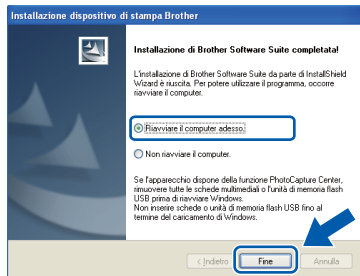 Installazione dispositivo di stampa Brother
Installazione di Brother Software Suite completata!
L'installazione di Brother Software Suite da parte di InstallShield
Wizard è riuscita. Per potere utilizzare il programma, occorre
riavviare il computer.
Riavviare il computer adesso.
Non riavviare il computer.
Se l'apparecchio dispone della funzione PhotoCapture Center,
rimuovere tutte le schede multimediali o l'unità di memoria flash
USB prima di riavviare Windows.
Non inserire schede o unità di memoria flash USB fino al
termine del caricamento di Windows.
< Indietro
Fine
Annulla